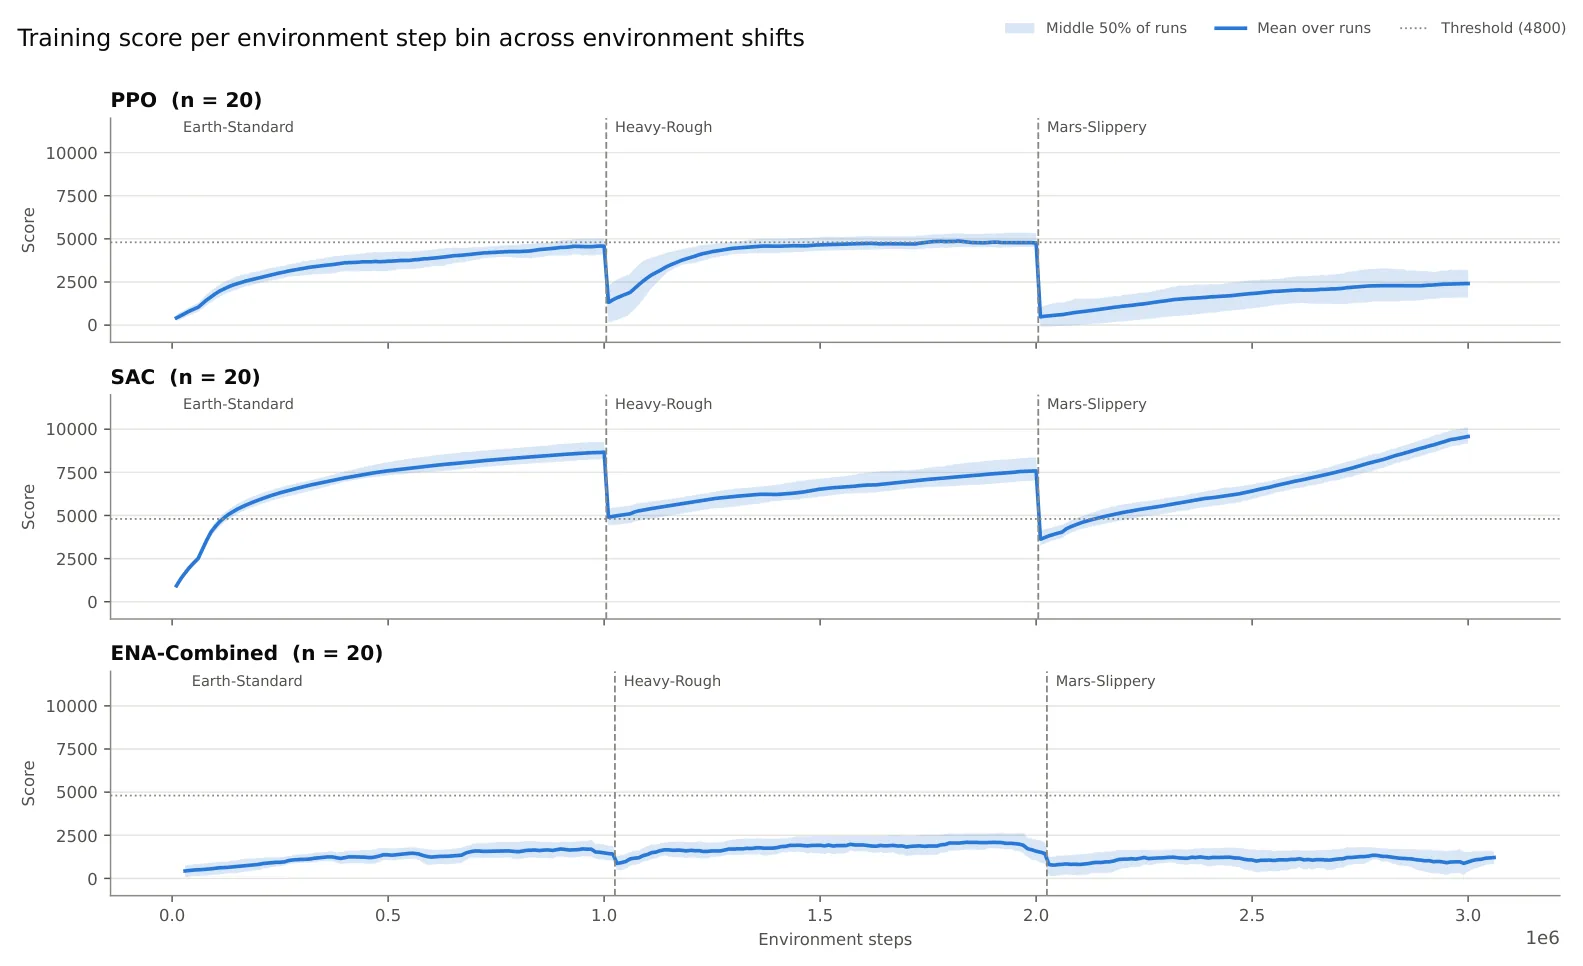 Training score per environment step bin across environment shifts
Middle 50% of runs
Mean over runs
Threshold (4800)
PPO (n = 20)
Earth-Standard
Heavy-Rough
Mars-Slippery
Score
10000
7500
5000
2500
0
SAC (n = 20)
Earth-Standard
Heavy-Rough
Mars-Slippery
Score
10000
7500
5000
2500
0
ENA-Combined (n = 20)
Earth-Standard
Heavy-Rough
Mars-Slippery
Score
10000
7500
5000
2500
0
0.0
0.5
1.0
1.5
2.0
2.5
3.0
Environment steps
1e6